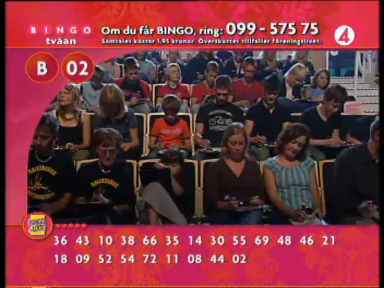 BINGO
tvåan
Om du får BINGO, ring: 099 - 575 75
Samtalet kostar 1,95 kronor. Överskottet tillfaller föreningslivet.
4
B 02
36 43 10 38 66 35 14 30 55 69 48 46 21
18 09 52 54 72 11 08 44 02